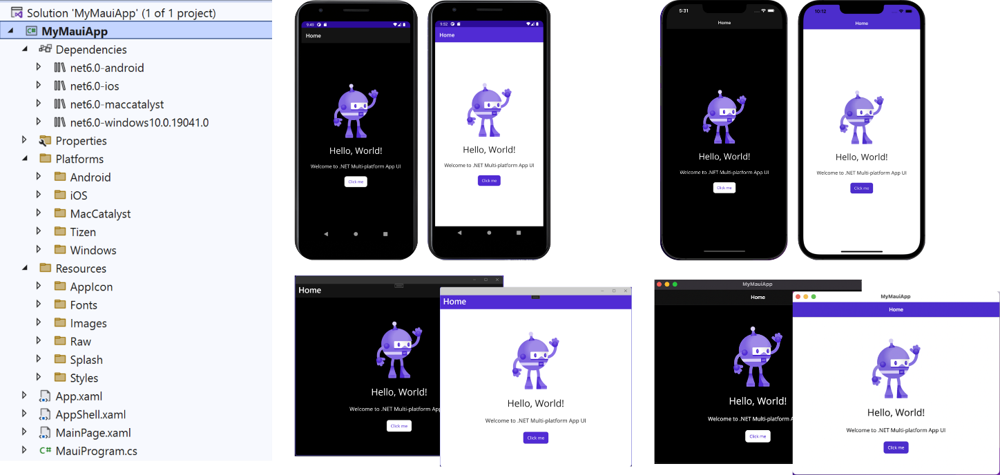 Solution 'MyMauiApp' (1 of 1 project)
C# MyMauiApp
Dependencies
net6.0-android
net6.0-ios
net6.0-maccatalyst
net6.0-windows10.0.19041.0
Properties
Platforms
Android
iOS
MacCatalyst
Tizen
Windows
Resources
AppIcon
Fonts
Images
Raw
Splash
Styles
App.xaml
AppShell.xaml
MainPage.xaml
C# MauiProgram.cs
9:49
Home
Hello, World!
Welcome to .NET Multi-platform App UI
Click me
9:52
Home
Hello, World!
Welcome to .NET Multi-platform App UI
Click me
5:31
Home
Hello, World!
Welcome to .NET Multi-platform App UI
Click me
10:12
Home
Hello, World!
Welcome to .NET Multi-platform App UI
Click me
Home
Hello, World!
Welcome to .NET Multi-platform App
Click me
Home
Hello, World!
Welcome to .NET Multi-platform App UI
Click me
MyMauiApp
Home
Hello, World!
Welcome to .NET Multi-platform A
Click me
MyMauiApp
Home
Hello, World!
Welcome to .NET Multi-platform App UI
Click me